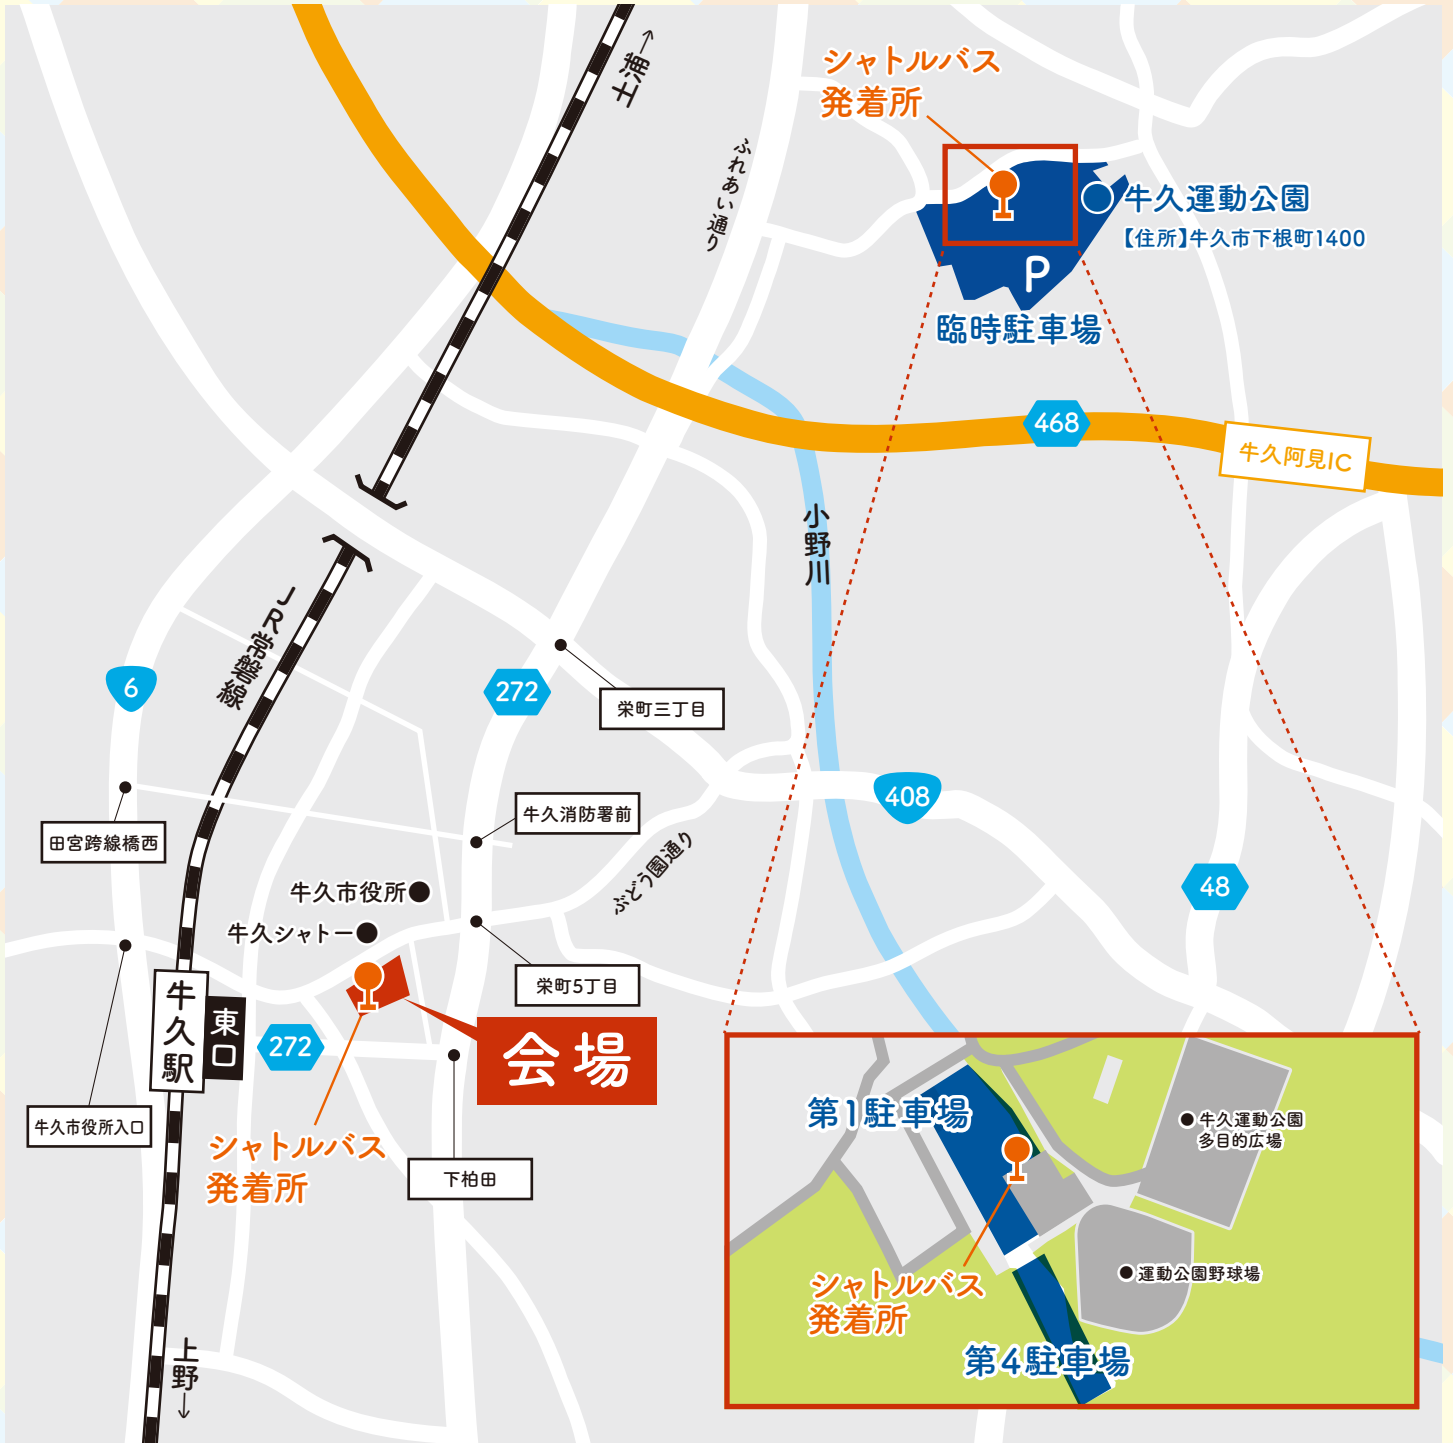 土浦→
シャトルバス
発着所
ふれあい通り
牛久運動公園
【住所】牛久市下根町1400
P
臨時駐車場
468
牛久阿見IC
小野川
JR常磐線
6
272
栄町三丁目
408
牛久消防署前
田宮跨線橋西
ぶどう園通り
48
牛久市役所
牛久シャトー
栄町5丁目
牛久駅
東口
272
会場
牛久市役所入口
シャトルバス
発着所
下柏田
上野→
第1駐車場
牛久運動公園
多目的広場
運動公園野球場
シャトルバス
発着所
第4駐車場